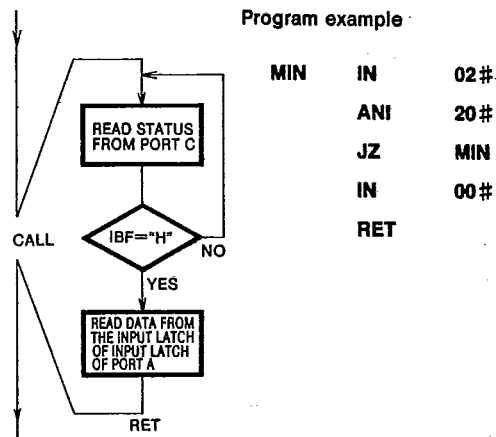 Program example
MIN IN 02#
ANI 20#
JZ MIN
IN 00#
RET
READ STATUS
FROM PORT C
CALL
IBF="H"
NO
YES
READ DATA FROM
THE INPUT LATCH
OF INPUT LATCH
OF PORT A
RET